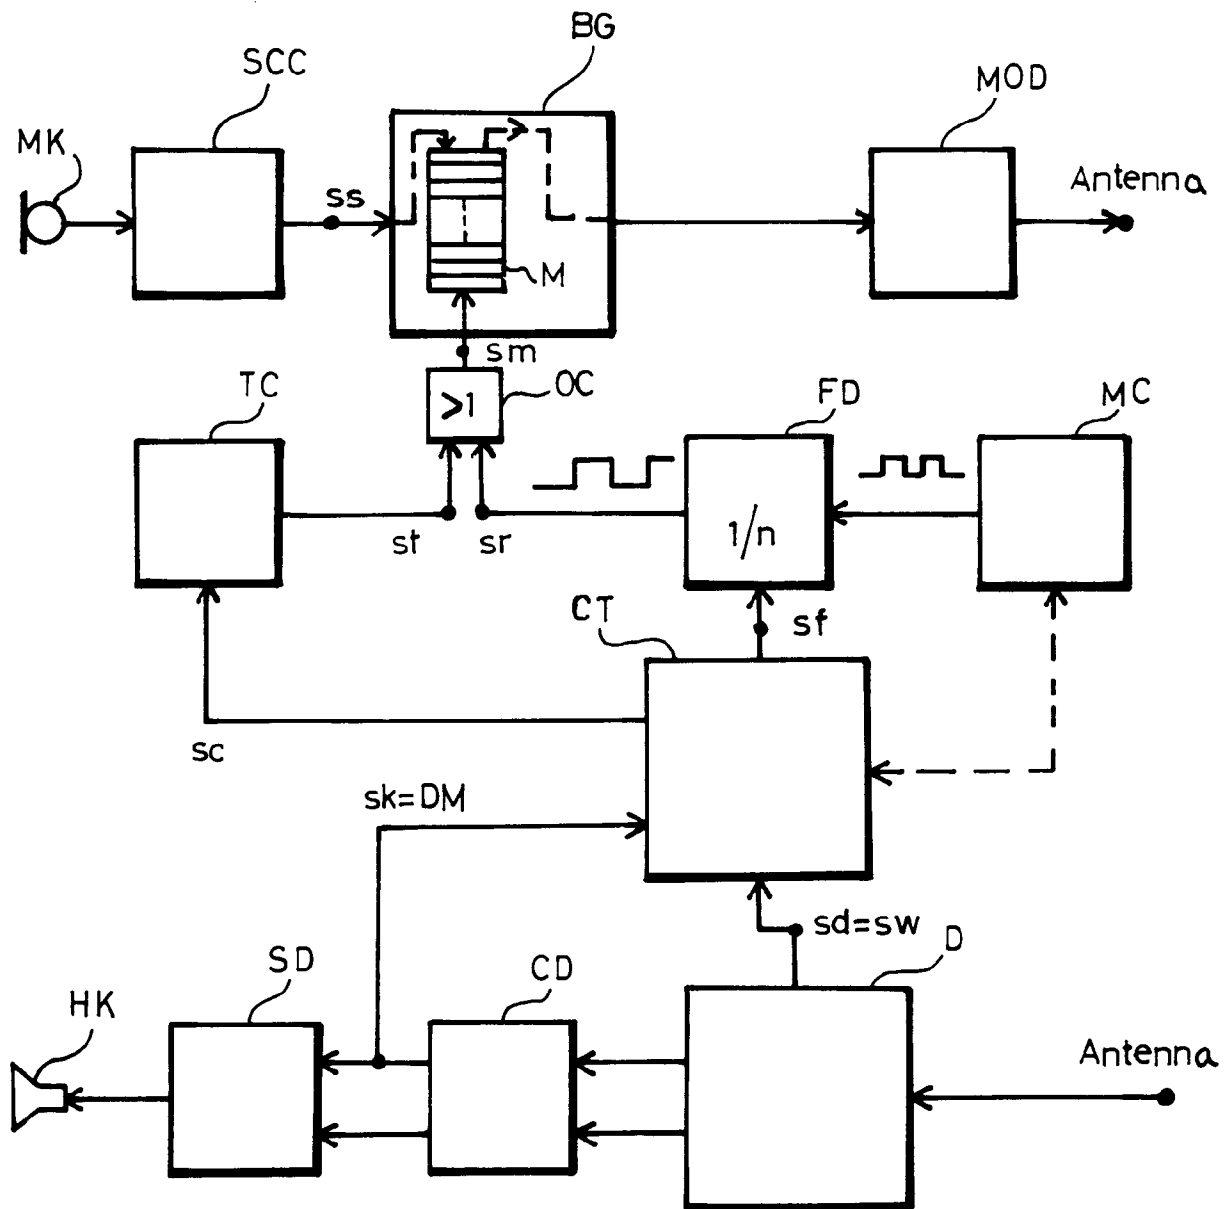 BG
SCC
MOD
MK
Antenna
ss
M
sm
TC
OC
FD
MC
>1
1/n
st
sr
CT
sf
sc
sk=DM
sd=sw
D
SD
CD
HK
Antenna